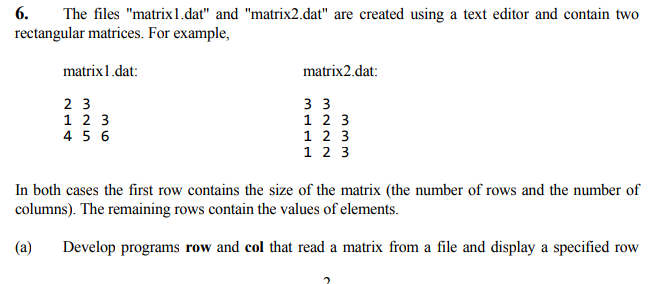 6. The files "matrix1.dat" and "matrix2.dat" are created using a text editor and contain two
rectangular matrices. For example,
matrix1.dat: matrix2.dat:
2 3 3 3
1 2 3 1 2 3
4 5 6 1 2 3
1 2 3
In both cases the first row contains the size of the matrix (the number of rows and the number of
columns). The remaining rows contain the values of elements.
(a) Develop programs row and col that read a matrix from a file and display a specified row